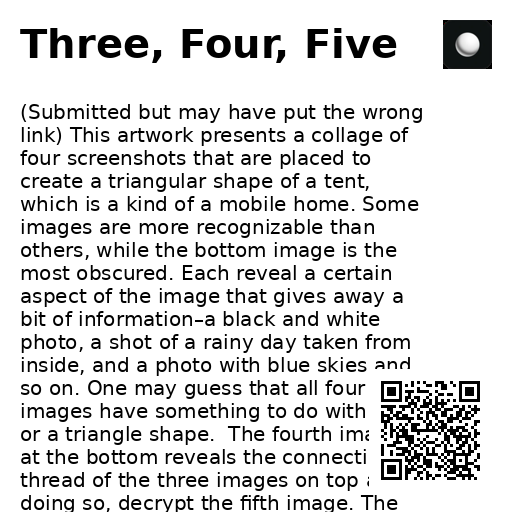 Three, Four, Five
(Submitted but may have put the wrong
link) This artwork presents a collage of
four screenshots that are placed to
create a triangular shape of a tent,
which is a kind of a mobile home. Some
images are more recognizable than
others, while the bottom image is the
most obscured. Each reveal a certain
aspect of the image that gives away a
bit of information–a black and white
photo, a shot of a rainy day taken from
inside, and a photo with blue skies and
so on. One may guess that all four
images have something to do with
or a triangle shape.  The fourth
at the bottom reveals the
thread of the three images on top
doing so, decrypt the fifth image. The